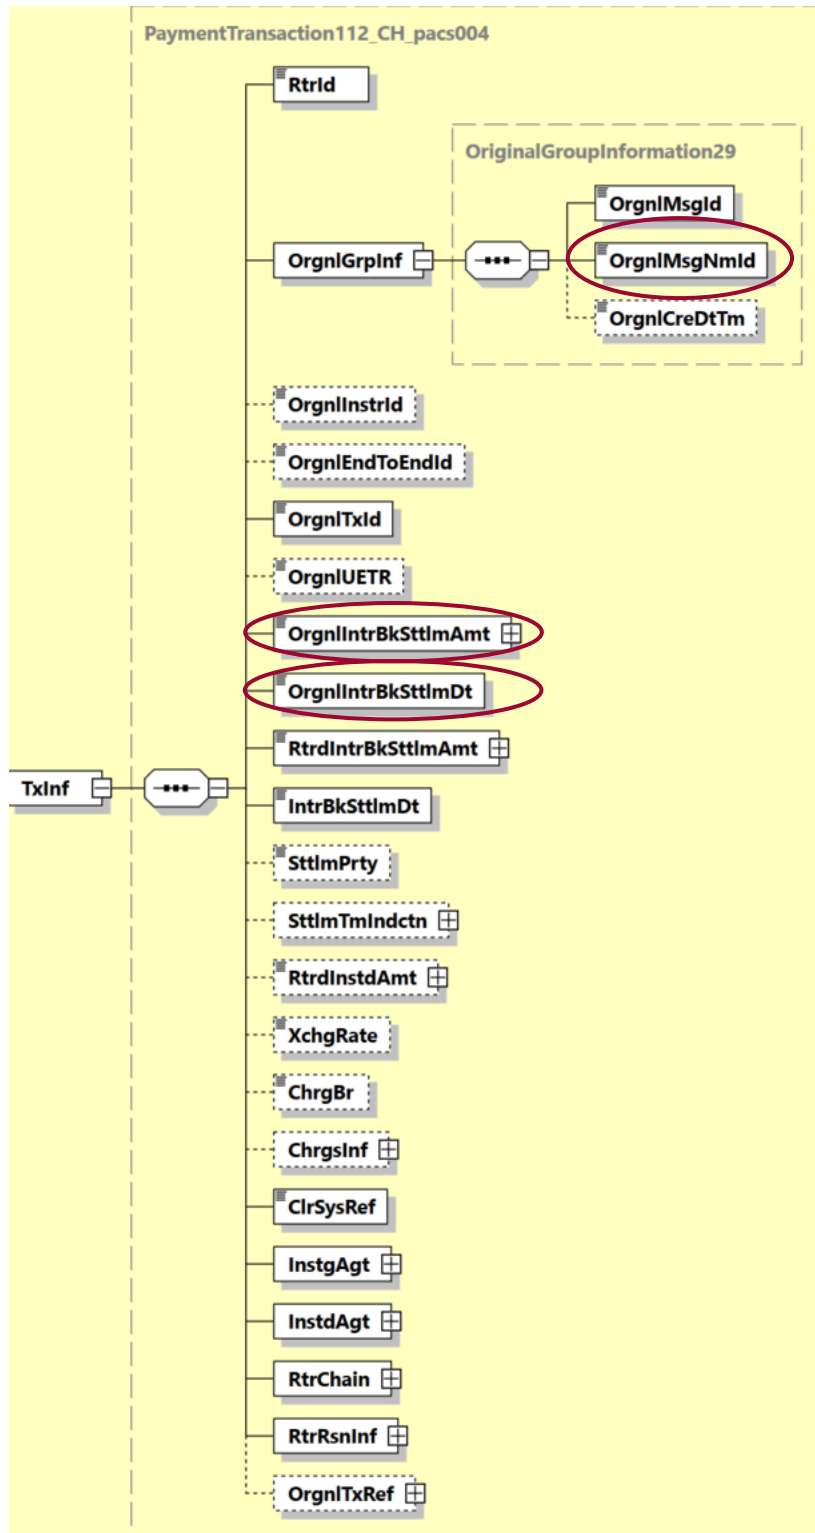 PaymentTransaction112_CH_pacs004
RtrId
OriginalGroupInformation29
OrgnlMsgId
OrgnlGrpInf
OrgnlMsgNmId
OrgnlCreDtTm
OrgnlInstrId
OrgnlEndToEndId
OrgnlTxId
OrgnlUETR
OrgnlIntrBkSttlmAmt
OrgnlIntrBkSttlmDt
RtrdIntrBkSttlmAmt
TxInf
IntrBkSttlmDt
SttlmPrty
SttlmTmIndctn
RtrdInstdAmt
XchgRate
ChrgBr
ChrgsInf
ClrSysRef
InstgAgt
InstdAgt
RtrChain
RtrRsnInf
OrgnlTxRef